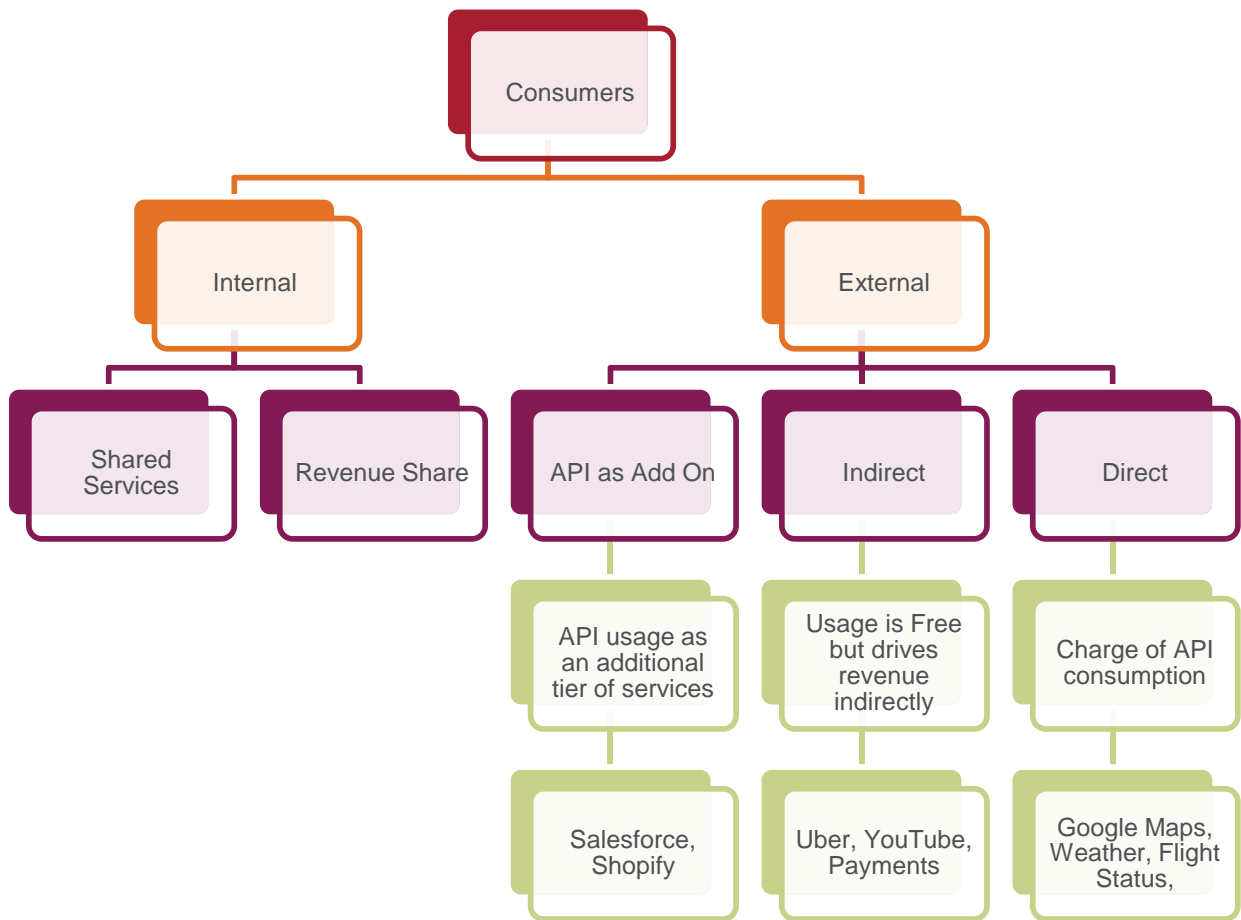 Consumers
Internal
External
Shared
Services
Revenue Share
API as Add On
Indirect
Direct
API usage as
an additional
tier of services
Usage is Free
but drives
revenue
indirectly
Charge of API
consumption
Salesforce,
Shopify
Uber, YouTube,
Payments
Google Maps,
Weather, Flight
Status,